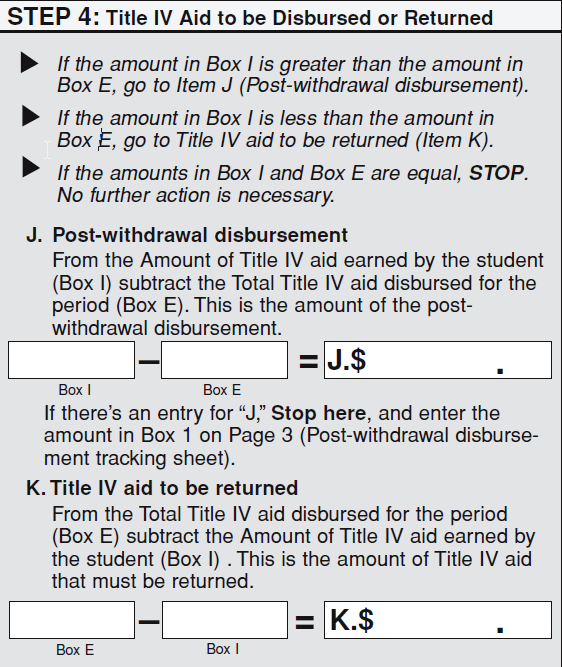 STEP 4: Title IV Aid to be Disbursed or Returned
▶ If the amount in Box I is greater than the amount in
Box E, go to Item J (Post-withdrawal disbursement).
▶ If the amount in Box I is less than the amount in
Box E, go to Title IV aid to be returned (Item K).
▶ If the amounts in Box I and Box E are equal, STOP.
No further action is necessary.
J. Post-withdrawal disbursement
From the Amount of Title IV aid earned by the student
(Box I) subtract the Total Title IV aid disbursed for the
period (Box E). This is the amount of the post-
withdrawal disbursement.
– = J.$ .
Box I Box E
If there’s an entry for “J,” Stop here, and enter the
amount in Box 1 on Page 3 (Post-withdrawal disburse-
ment tracking sheet).
K. Title IV aid to be returned
From the Total Title IV aid disbursed for the period
(Box E) subtract the Amount of Title IV aid earned by
the student (Box I) . This is the amount of Title IV aid
that must be returned.
– = K.$ .
Box E Box I